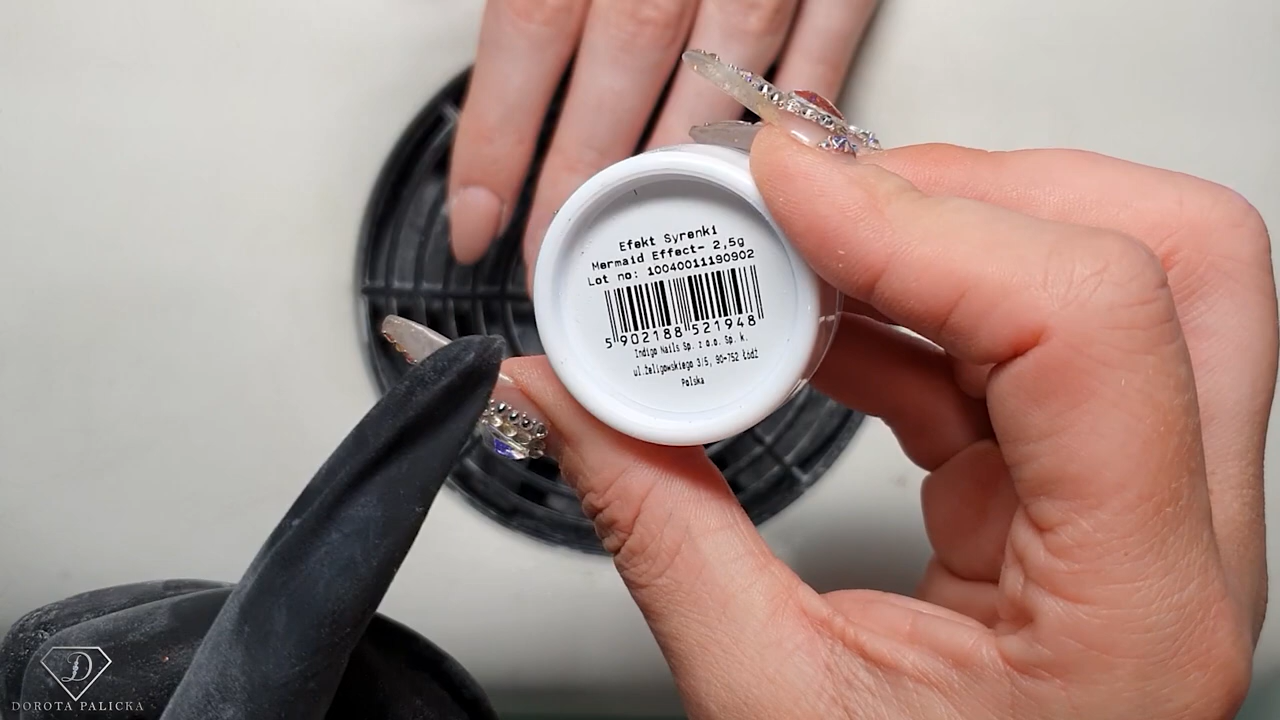 Efekt Syrenki
Mermaid Effect- 2,5g
Lot no: 10040011190902
5 902188 521948
Indigo Nails Sp. z o.o. Sp. k.
ul.Żeligowskiego 3/5, 90-752 Łódź
Polska
D
DOROTA PALICKA